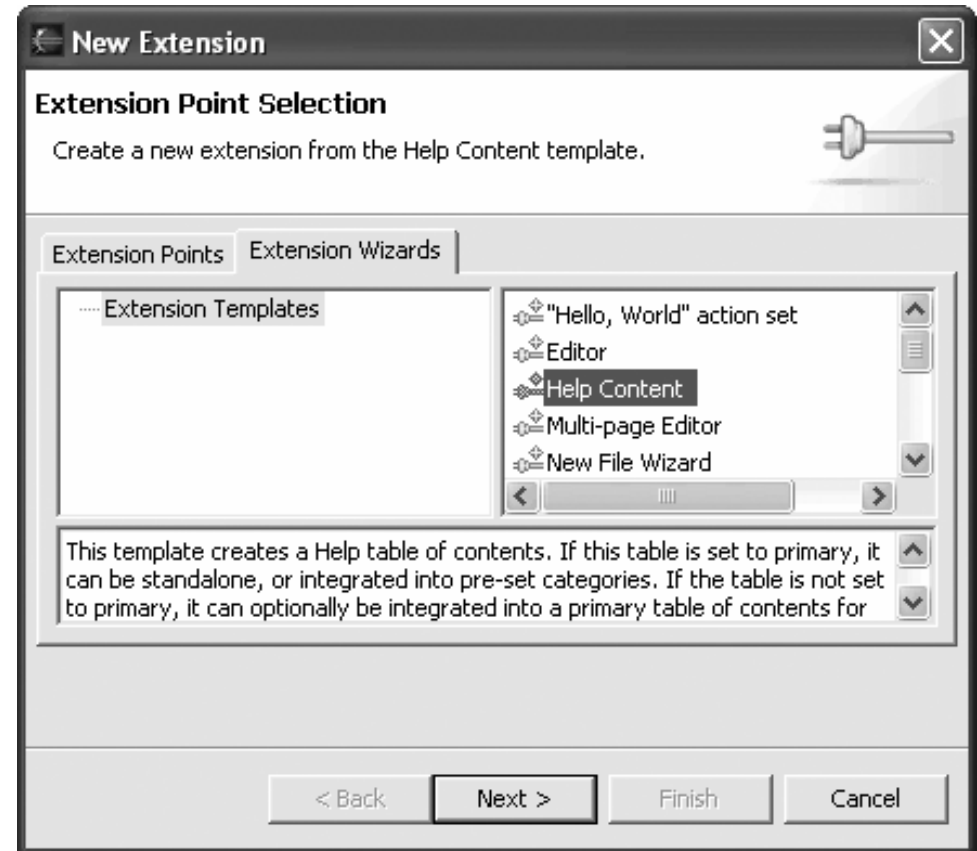 New Extension
Extension Point Selection
Create a new extension from the Help Content template.
Extension Points
Extension Wizards
Extension Templates
"Hello, World" action set
Editor
Help Content
Multi-page Editor
New File Wizard
This template creates a Help table of contents. If this table is set to primary, it
can be standalone, or integrated into pre-set categories. If the table is not set
to primary, it can optionally be integrated into a primary table of contents for
< Back
Next >
Finish
Cancel